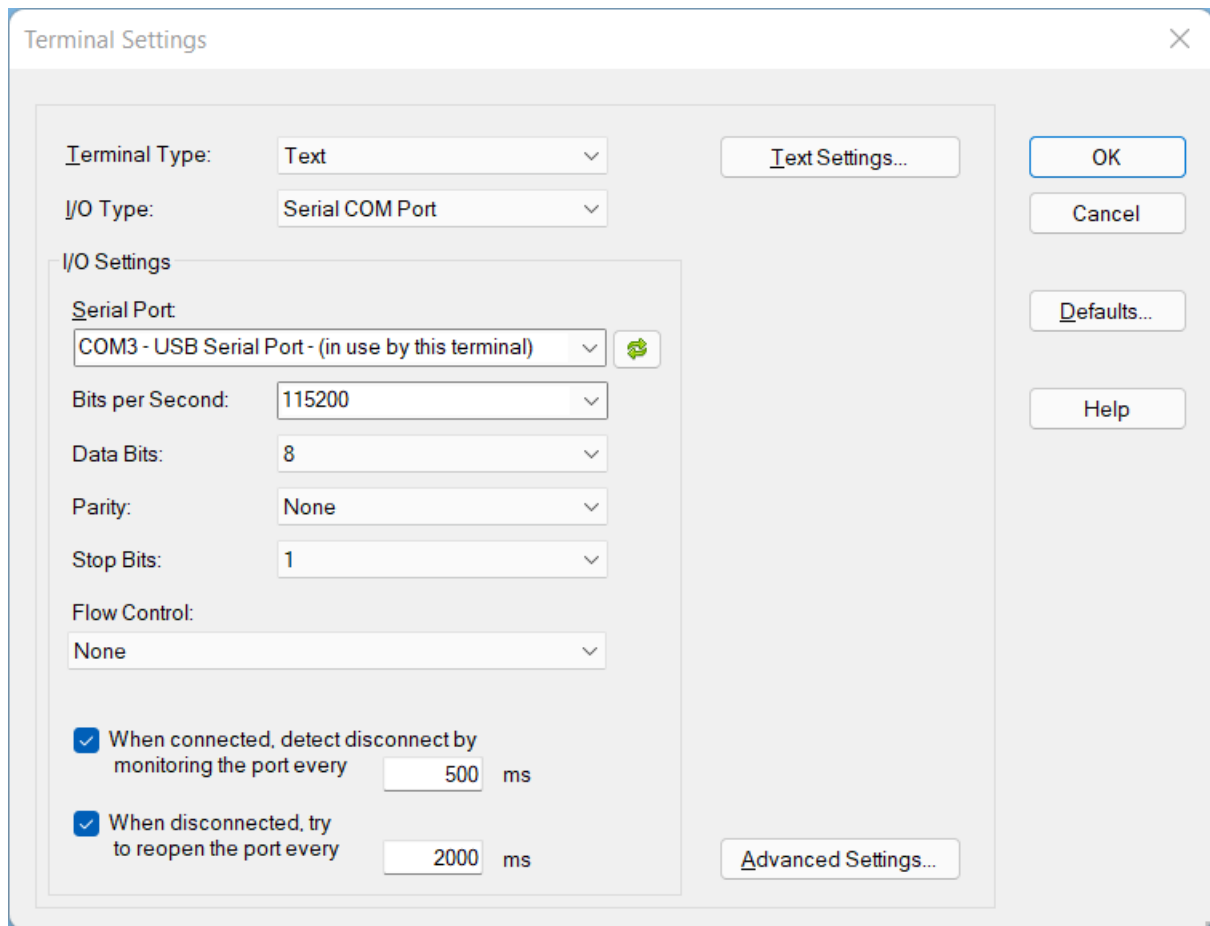 Terminal Settings
Terminal Type: Text Text Settings... OK
I/O Type: Serial COM Port Cancel
I/O Settings
Serial Port: Defaults...
COM3 - USB Serial Port - (in use by this terminal)
Bits per Second: 115200 Help
Data Bits: 8
Parity: None
Stop Bits: 1
Flow Control:
None
When connected, detect disconnect by
monitoring the port every 500 ms
When disconnected, try
to reopen the port every 2000 ms Advanced Settings...